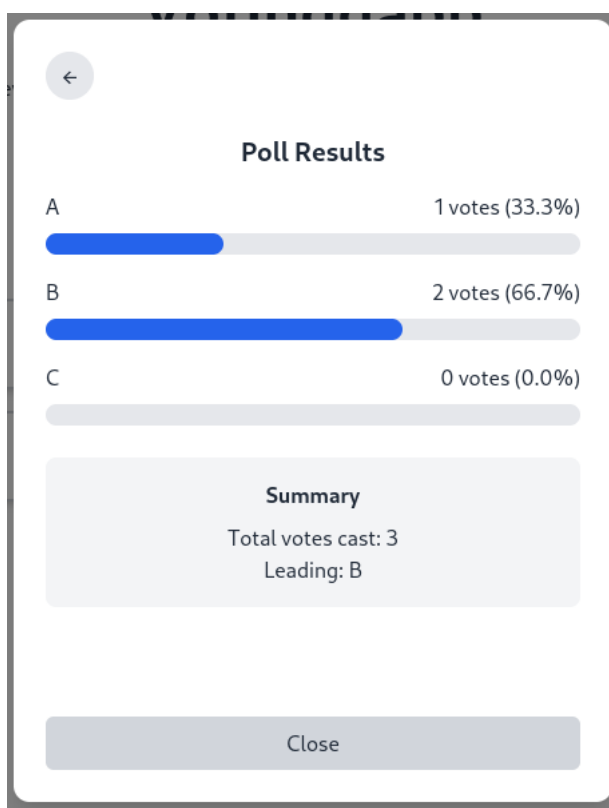 ←
Poll Results
A 1 votes (33.3%)
B 2 votes (66.7%)
C 0 votes (0.0%)
Summary
Total votes cast: 3
Leading: B
Close